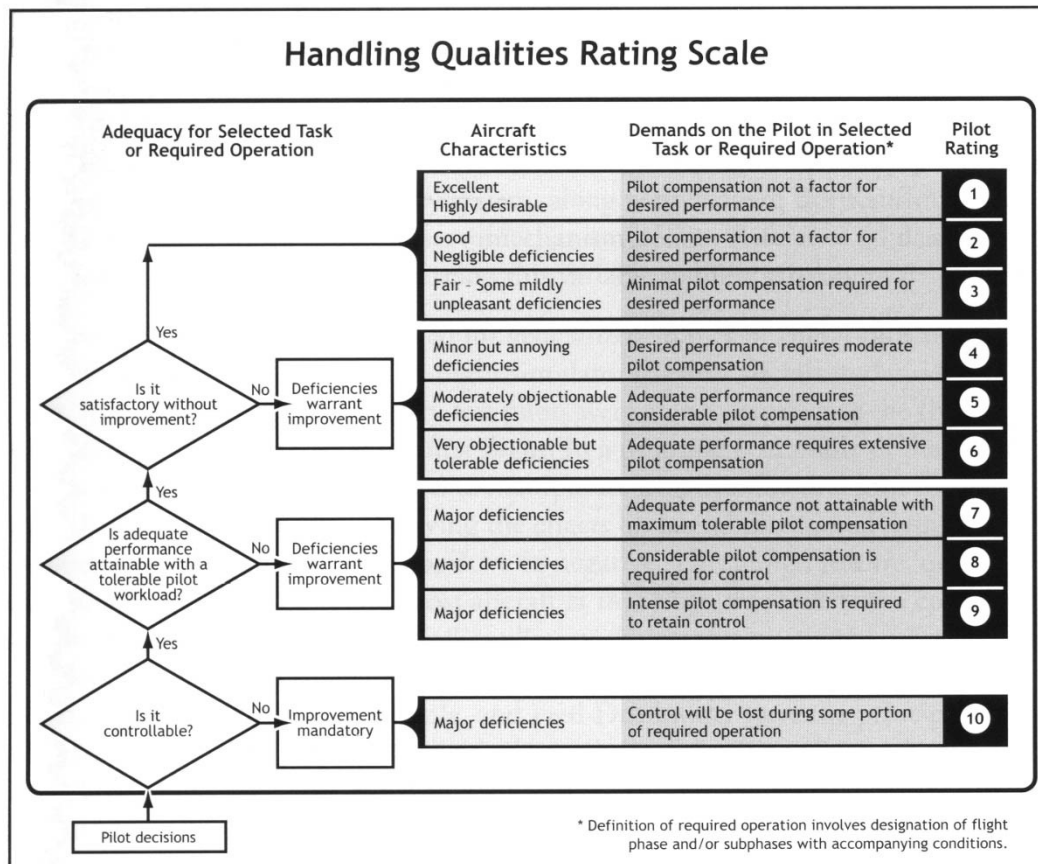 Handling Qualities Rating Scale
Adequacy for Selected Task
or Required Operation
Aircraft
Characteristics
Demands on the Pilot in Selected
Task or Required Operation*
Pilot
Rating
Excellent
Highly desirable
Pilot compensation not a factor for
desired performance
1
Good
Negligible deficiencies
Pilot compensation not a factor for
desired performance
2
Fair – Some mildly
unpleasant deficiencies
Minimal pilot compensation required for
desired performance
3
Yes
Is it
satisfactory without
improvement?
No
Deficiencies
warrant
improvement
Minor but annoying
deficiencies
Desired performance requires moderate
pilot compensation
4
Moderately objectionable
deficiencies
Adequate performance requires
considerable pilot compensation
5
Very objectionable but
tolerable deficiencies
Adequate performance requires extensive
pilot compensation
6
Yes
Is adequate
performance
attainable with a
tolerable pilot
workload?
No
Deficiencies
warrant
improvement
Major deficiencies
Adequate performance not attainable with
maximum tolerable pilot compensation
7
Major deficiencies
Considerable pilot compensation is
required for control
8
Major deficiencies
Intense pilot compensation is required
to retain control
9
Yes
Is it
controllable?
No
Improvement
mandatory
Major deficiencies
Control will be lost during some portion
of required operation
10
Pilot decisions
* Definition of required operation involves designation of flight
phase and/or subphases with accompanying conditions.